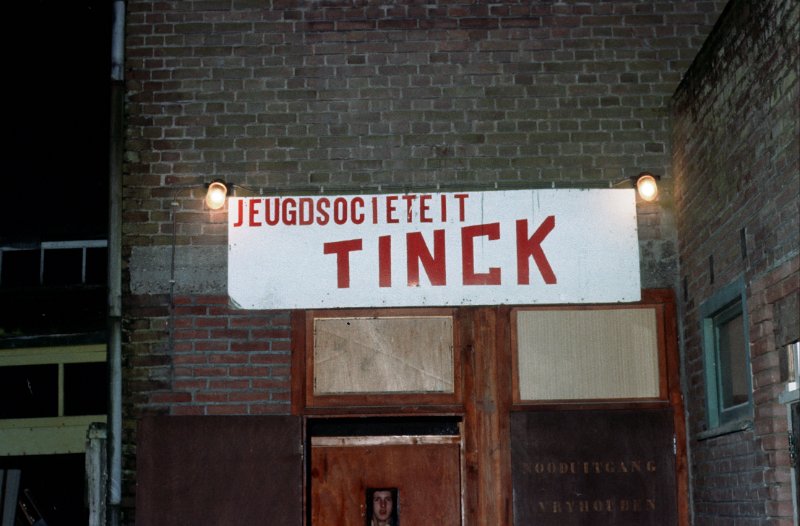 JEUGDSOCIETEIT
TINCK
NOODUITGANG
VRYHOUDEN